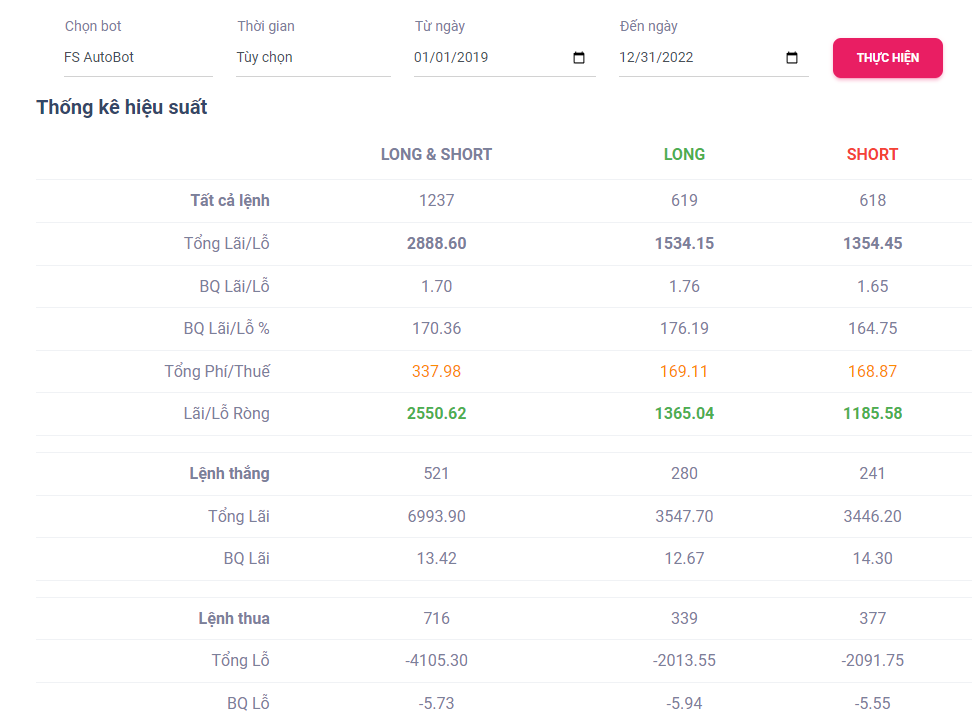 Chọn bot Thời gian Từ ngày Đến ngày
FS AutoBot Tùy chọn 01/01/2019 12/31/2022 THỰC HIỆN
Thống kê hiệu suất
LONG & SHORT LONG SHORT
Tất cả lệnh 1237 619 618
Tổng Lãi/Lỗ 2888.60 1534.15 1354.45
BQ Lãi/Lỗ 1.70 1.76 1.65
BQ Lãi/Lỗ % 170.36 176.19 164.75
Tổng Phí/Thuế 337.98 169.11 168.87
Lãi/Lỗ Ròng 2550.62 1365.04 1185.58
Lệnh thắng 521 280 241
Tổng Lãi 6993.90 3547.70 3446.20
BQ Lãi 13.42 12.67 14.30
Lệnh thua 716 339 377
Tổng Lỗ -4105.30 -2013.55 -2091.75
BQ Lỗ -5.73 -5.94 -5.55